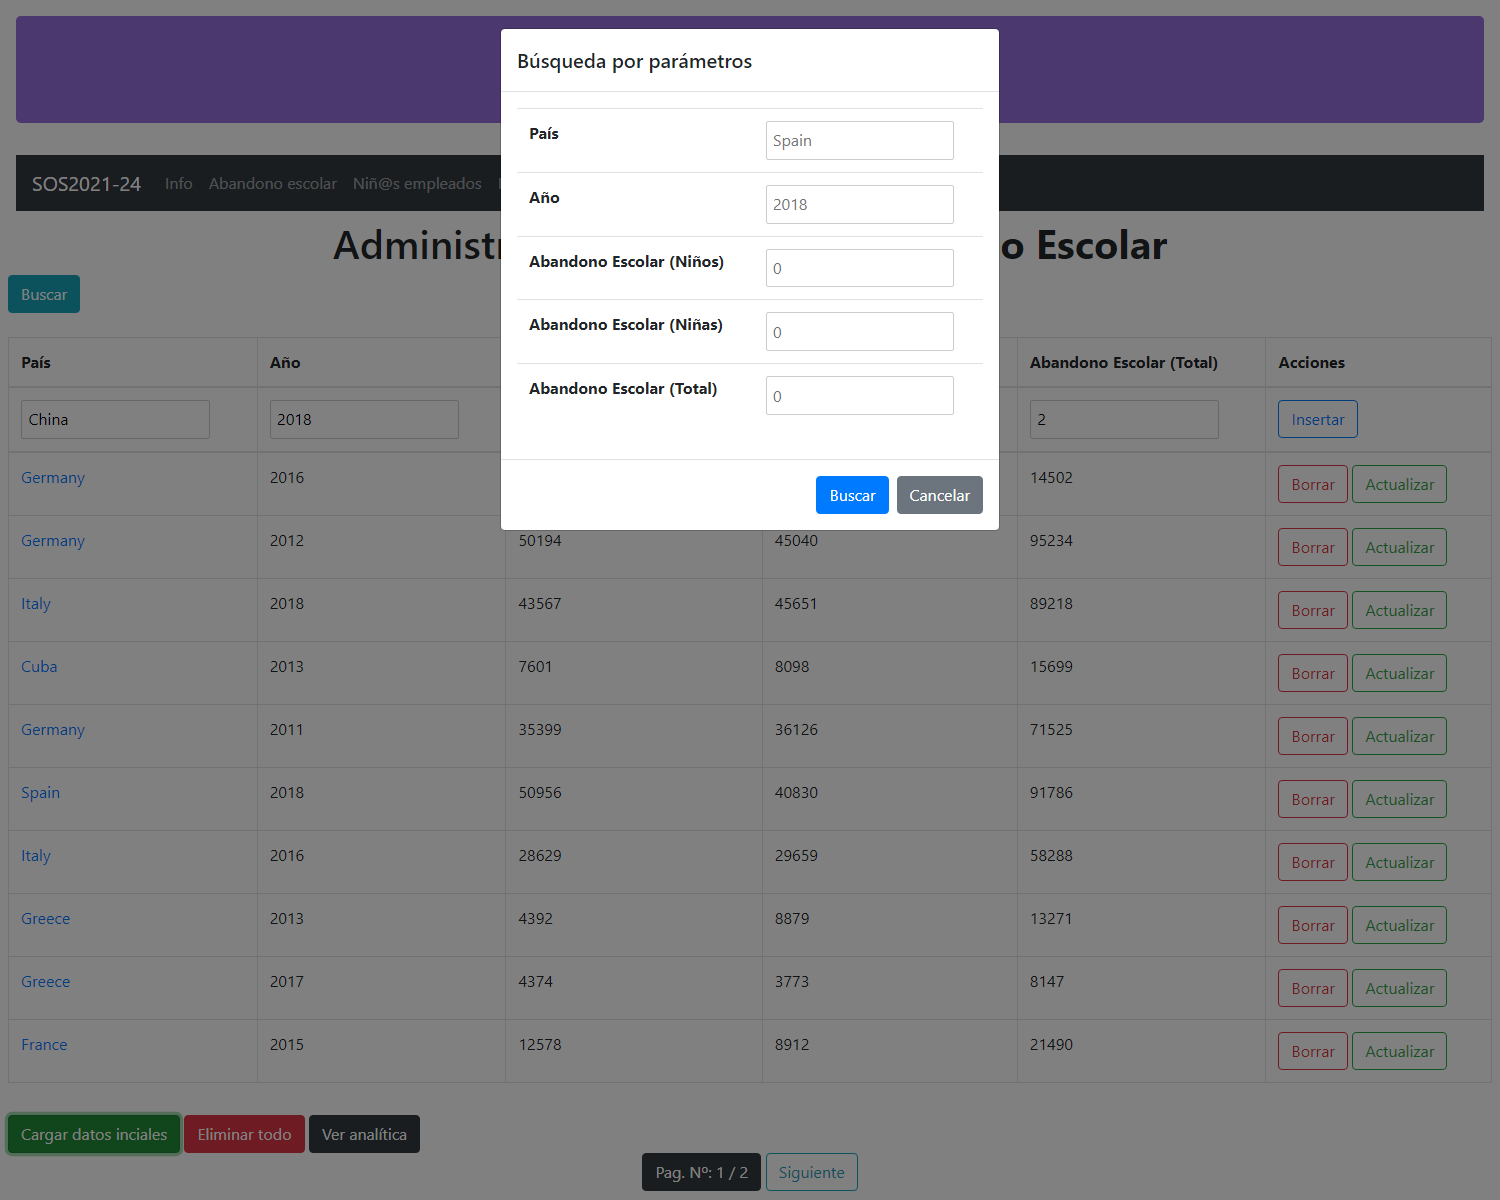 Búsqueda por parámetros
País Spain
Año 2018
Abandono Escolar (Niños) 0
Abandono Escolar (Niñas) 0
Abandono Escolar (Total) 0
Buscar Cancelar
SOS2021-24 Info Abandono escolar Niñ@s empleados
Escolar
Buscar
País Año Abandono Escolar (Total) Acciones
China 2018 2 Insertar
Germany 2016 14502 Borrar Actualizar
Germany 2012 50194 45040 95234 Borrar Actualizar
Italy 2018 43567 45651 89218 Borrar Actualizar
Cuba 2013 7601 8098 15699 Borrar Actualizar
Germany 2011 35399 36126 71525 Borrar Actualizar
Spain 2018 50956 40830 91786 Borrar Actualizar
Italy 2016 28629 29659 58288 Borrar Actualizar
Greece 2013 4392 8879 13271 Borrar Actualizar
Greece 2017 4374 3773 8147 Borrar Actualizar
France 2015 12578 8912 21490 Borrar Actualizar
Cargar datos inciales Eliminar todo Ver analítica
Pag. Nº: 1 / 2 Siguiente